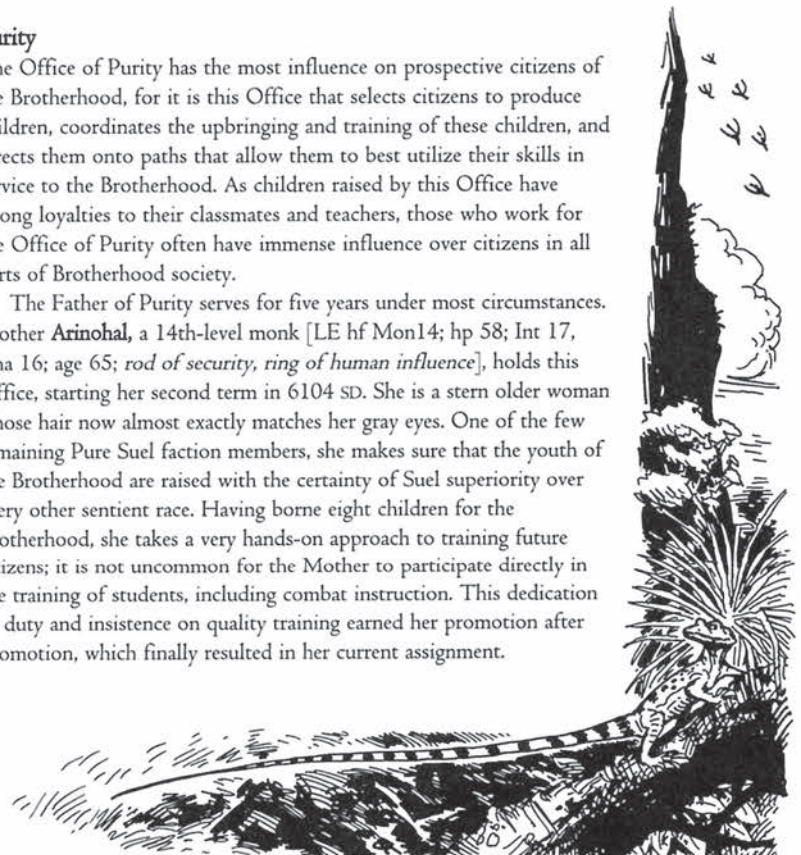 urity
he Office of Purity has the most influence on prospective citizens of
e Brotherhood, for it is this Office that selects citizens to produce
ildren, coordinates the upbringing and training of these children, and
rects them onto paths that allow them to best utilize their skills in
rvice to the Brotherhood. As children raised by this Office have
ong loyalties to their classmates and teachers, those who work for
e Office of Purity often have immense influence over citizens in all
rts of Brotherhood society.
The Father of Purity serves for five years under most circumstances.
other Arinohal, a 14th-level monk [LE hf Mon14; hp 58; Int 17,
ha 16; age 65; rod of security, ring of human influence], holds this
ffice, starting her second term in 6104 SD. She is a stern older woman
hose hair now almost exactly matches her gray eyes. One of the few
maining Pure Suel faction members, she makes sure that the youth of
e Brotherhood are raised with the certainty of Suel superiority over
ery other sentient race. Having borne eight children for the
otherhood, she takes a very hands-on approach to training future
tizens; it is not uncommon for the Mother to participate directly in
e training of students, including combat instruction. This dedication
duty and insistence on quality training earned her promotion after
omotion, which finally resulted in her current assignment.